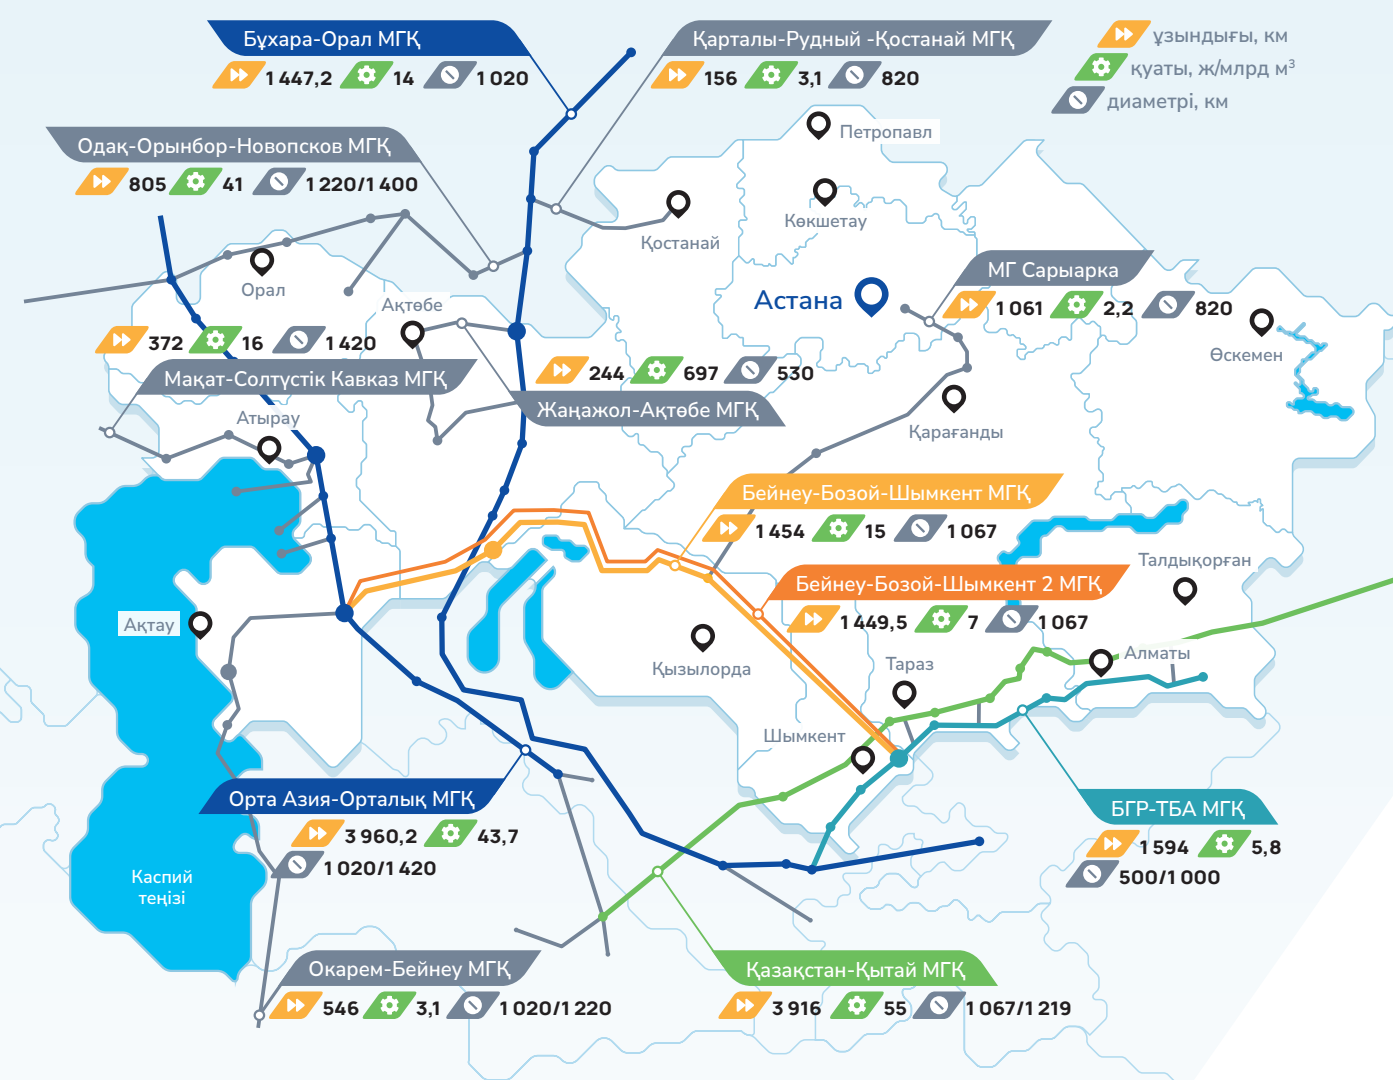 Бұхара-Орал МГҚ
1 447,2 14 1 020
Қарталы-Рудный -Қостанай МГҚ
156 3,1 820
ұзындығы, км
қуаты, ж/млрд м³
диаметрі, км
Одақ-Орынбор-Новопсков МГҚ
805 41 1 220/1 400
Петропавл
Көкшетау
Қостанай
Орал
Ақтөбе
Астана
МГ Сарыарка
1 061 2,2 820
Өскемен
372 16 1 420
Мақат-Солтүстік Кавказ МГҚ
244 697 530
Жаңажол-Ақтөбе МГҚ
Атырау
Қарағанды
Бейнеу-Бозой-Шымкент МГҚ
1 454 15 1 067
Талдықорған
Бейнеу-Бозой-Шымкент 2 МГҚ
1 449,5 7 1 067
Ақтау
Қызылорда
Тараз
Алматы
Шымкент
Орта Азия-Орталық МГҚ
3 960,2 43,7
1 020/1 420
БГР-ТБА МГҚ
1 594 5,8
500/1 000
Каспий
теңізі
Окарем-Бейнеу МГҚ
546 3,1 1 020/1 220
Қазақстан-Қытай МГҚ
3 916 55 1 067/1 219